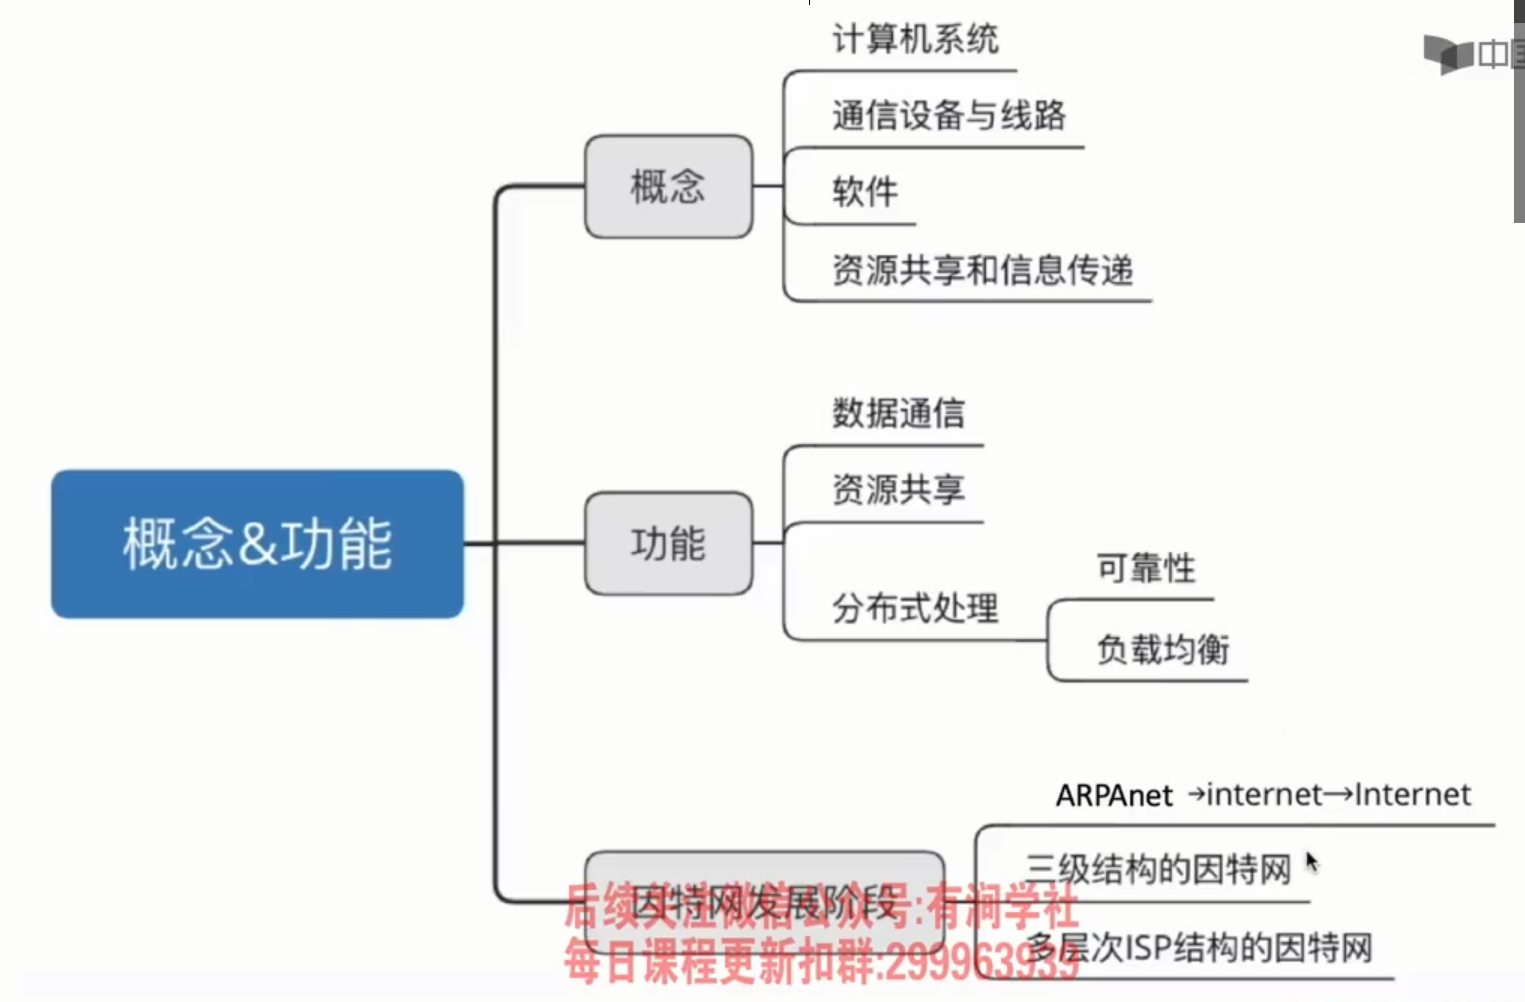 计算机系统
中国
通信设备与线路
概念
软件
资源共享和信息传递
数据通信
资源共享
概念&功能
功能
可靠性
分布式处理
负载均衡
ARPAnet →internet→Internet
三级结构的因特网
因特网发展阶段
后续关注微信公众号:有涧学社
多层次ISP结构的因特网
每日课程更新扣群:299963939